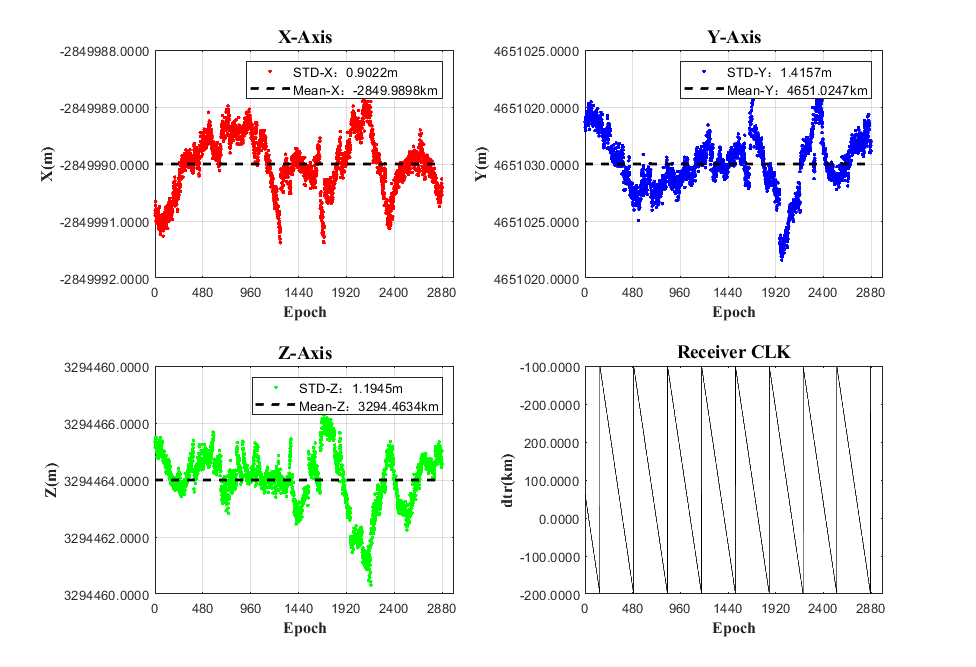 X-Axis
-2849988.0000
-2849989.0000
-2849990.0000
-2849991.0000
-2849992.0000
X(m)
STD-X：0.9022m
Mean-X：-2849.9898km
0 480 960 1440 1920 2400 2880
Epoch
Y-Axis
4651025.0000
4651020.0000
4651030.0000
4651025.0000
4651020.0000
Y(m)
STD-Y：1.4157m
Mean-Y：4651.0247km
0 480 960 1440 1920 2400 2880
Epoch
Z-Axis
3294460.0000
3294466.0000
3294464.0000
3294462.0000
3294460.0000
Z(m)
STD-Z：1.1945m
Mean-Z：3294.4634km
0 480 960 1440 1920 2400 2880
Epoch
Receiver CLK
-100.0000
-200.0000
200.0000
100.0000
0.0000
-100.0000
-200.0000
dtr(km)
0 480 960 1440 1920 2400 2880
Epoch